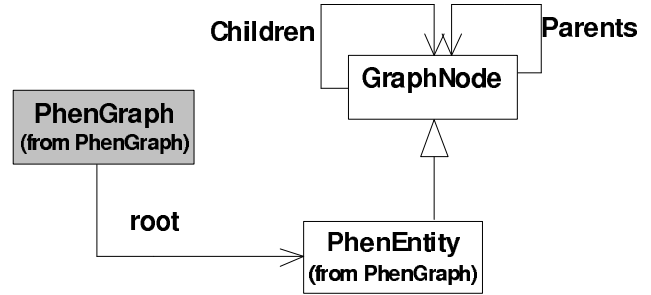 Children
Parents
GraphNode
PhenGraph
(from PhenGraph)
root
PhenEntity
(from PhenGraph)